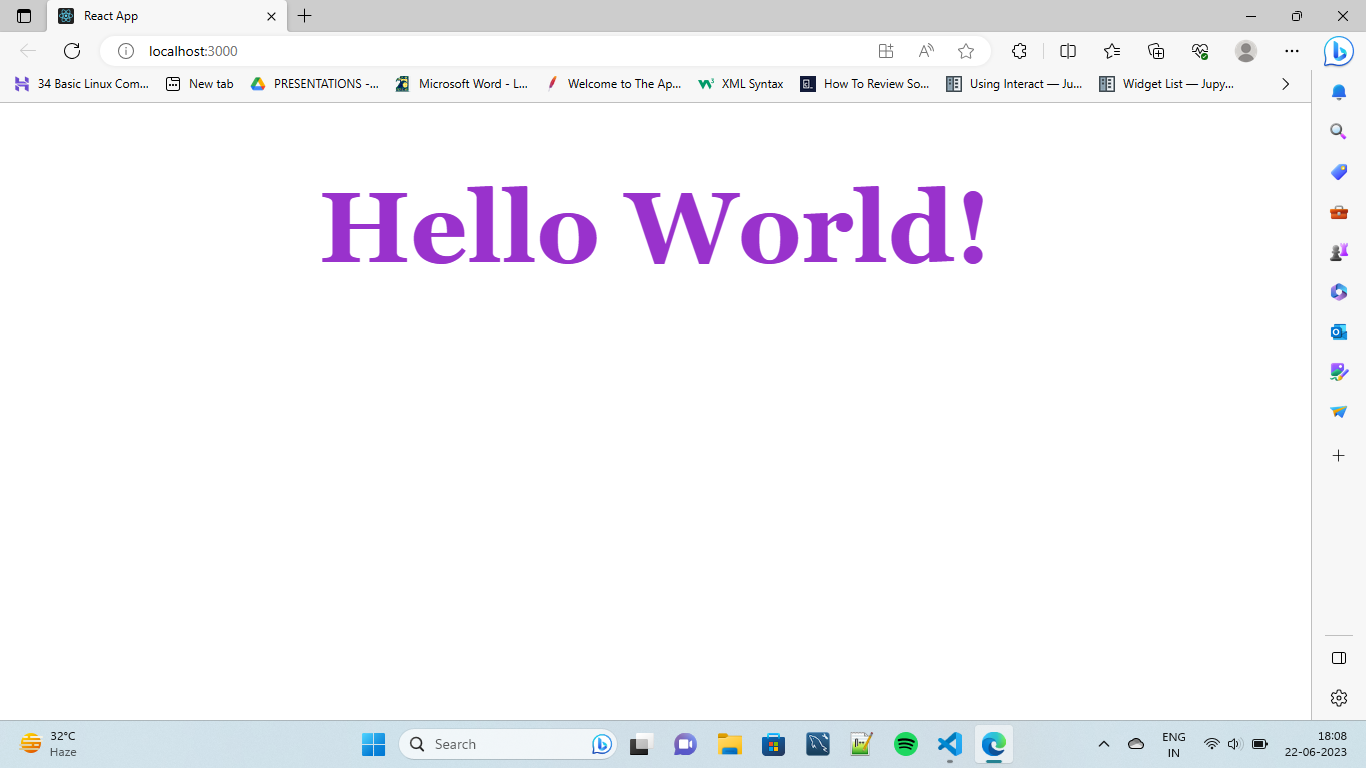 React App
localhost:3000
34 Basic Linux Com...
New tab
PRESENTATIONS -...
Microsoft Word - L...
Welcome to The Ap...
XML Syntax
How To Review So...
Using Interact — Ju...
Widget List — Jupy...
Hello World!
32°C
Haze
Search
ENG
IN
18:08
22-06-2023